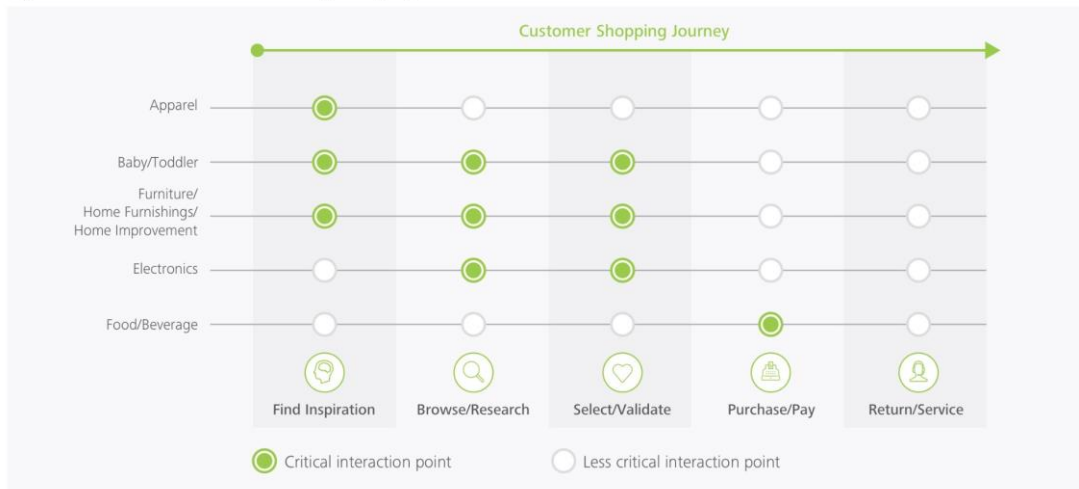 Customer Shopping Journey
Apparel
Baby/Toddler
Furniture/
Home Furnishings/
Home Improvement
Electronics
Food/Beverage
Find Inspiration
Browse/Research
Select/Validate
Purchase/Pay
Return/Service
Critical interaction point
Less critical interaction point